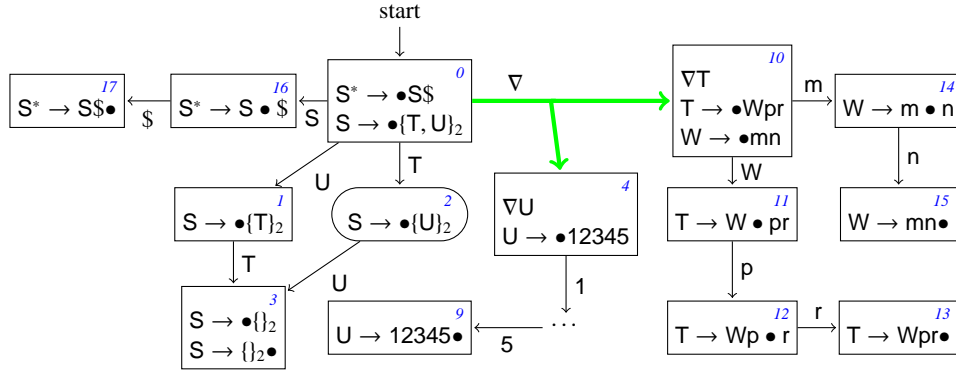 start
17
S* → S$●
$
16
S* → S ● $
S
0
S* → ●S$
S → ●{T, U}₂
∇
10
∇T
T → ●Wpr
W → ●mn
m
14
W → m ● n
U
T
4
∇U
U → ●12345
W
n
1
S → ●{T}₂
2
S → ●{U}₂
11
T → W ● pr
15
W → mn●
T
U
1
p
3
S → ●{}₂
S → {}₂●
9
U → 12345●
5
...
12
T → Wp ● r
r
13
T → Wpr●